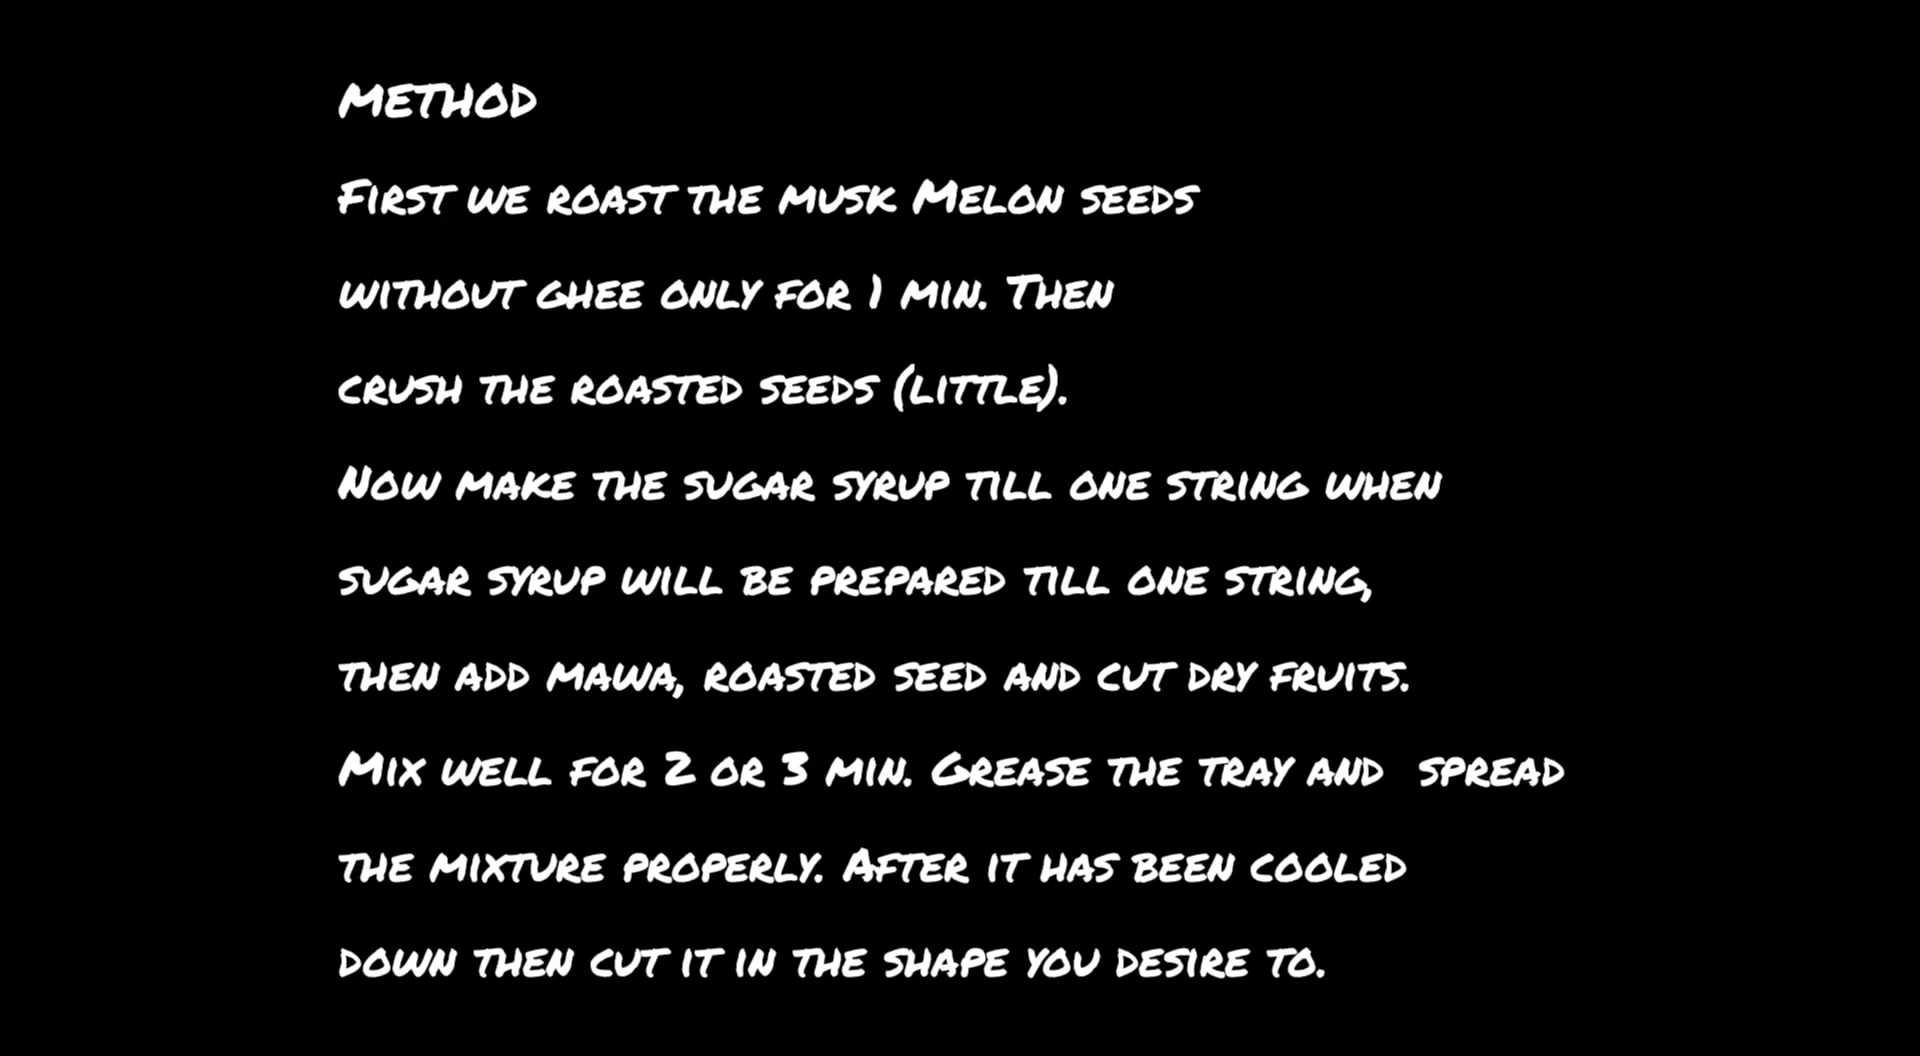 METHOD
First we roast the musk Melon seeds
without ghee only for 1 min. Then
crush the roasted seeds (little).
Now make the sugar syrup till one string when
sugar syrup will be prepared till one string,
then add mawa, roasted seed and cut dry fruits.
Mix well for 2 or 3 min. Grease the tray and  spread
the mixture properly. After it has been cooled
down then cut it in the shape you desire to.